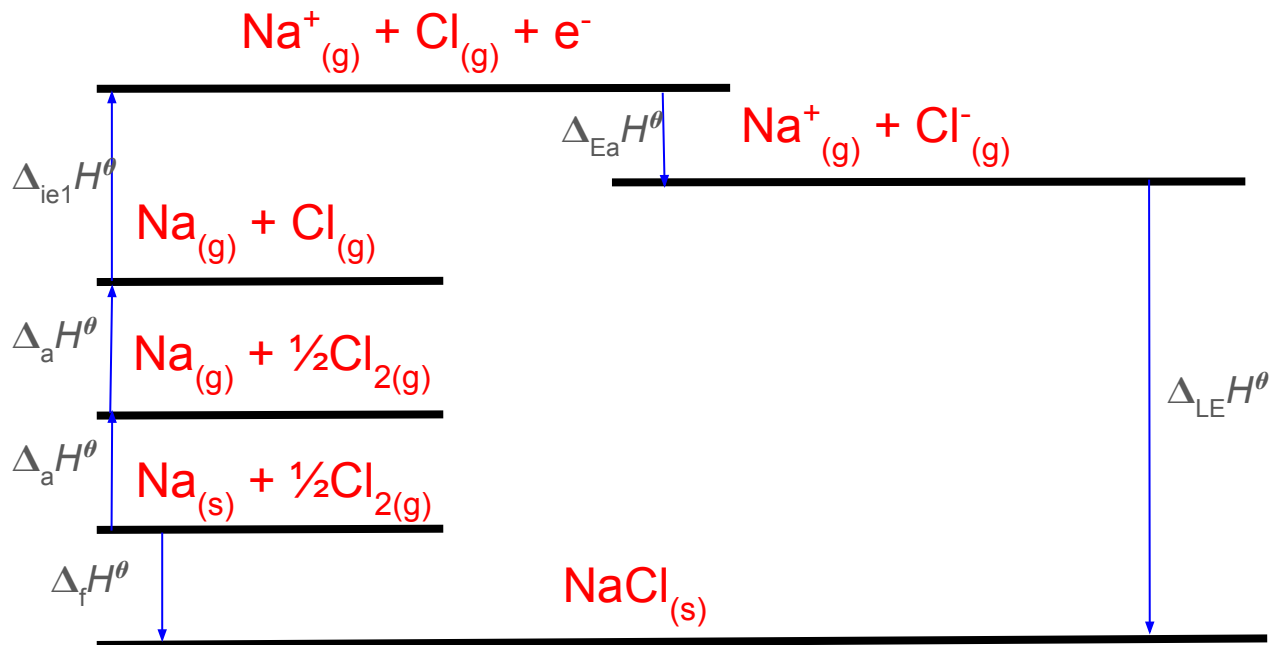 Na⁺(g) + Cl(g) + e⁻
ΔEaHᶿ
Na⁺(g) + Cl⁻(g)
Δie1Hᶿ
Na(g) + Cl(g)
ΔaHᶿ
Na(g) + ½Cl₂(g)
ΔLEHᶿ
ΔaHᶿ
Na(s) + ½Cl₂(g)
ΔfHᶿ
NaCl(s)